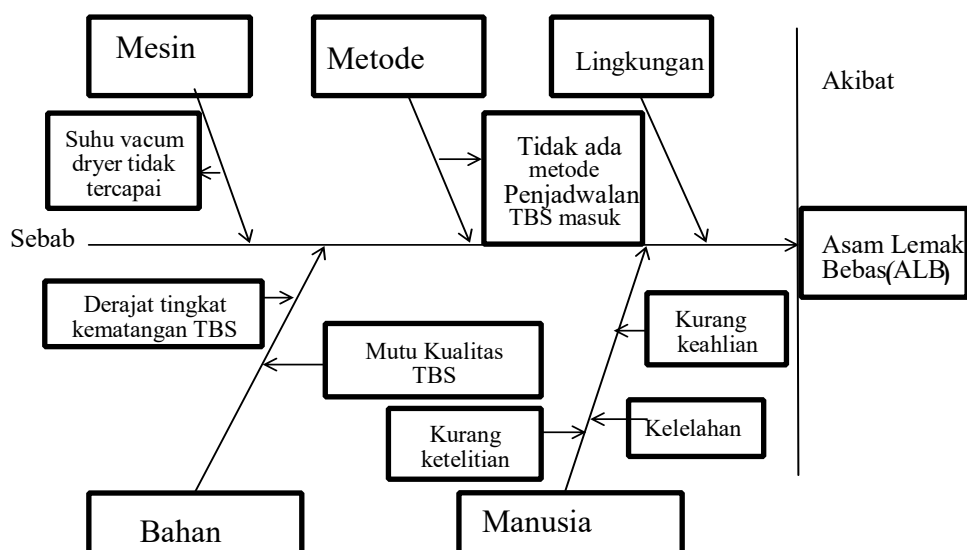 Mesin
Metode
Lingkungan
Akibat
Suhu vacum
dryer tidak
tercapai
Tidak ada
metode
Penjadwalan
TBS masuk
Sebab
Asam Lemak
Bebas(ALB)
Derajat tingkat
kematangan TBS
Mutu Kualitas
TBS
Kurang
keahlian
Kurang
ketelitian
Kelelahan
Bahan
Manusia